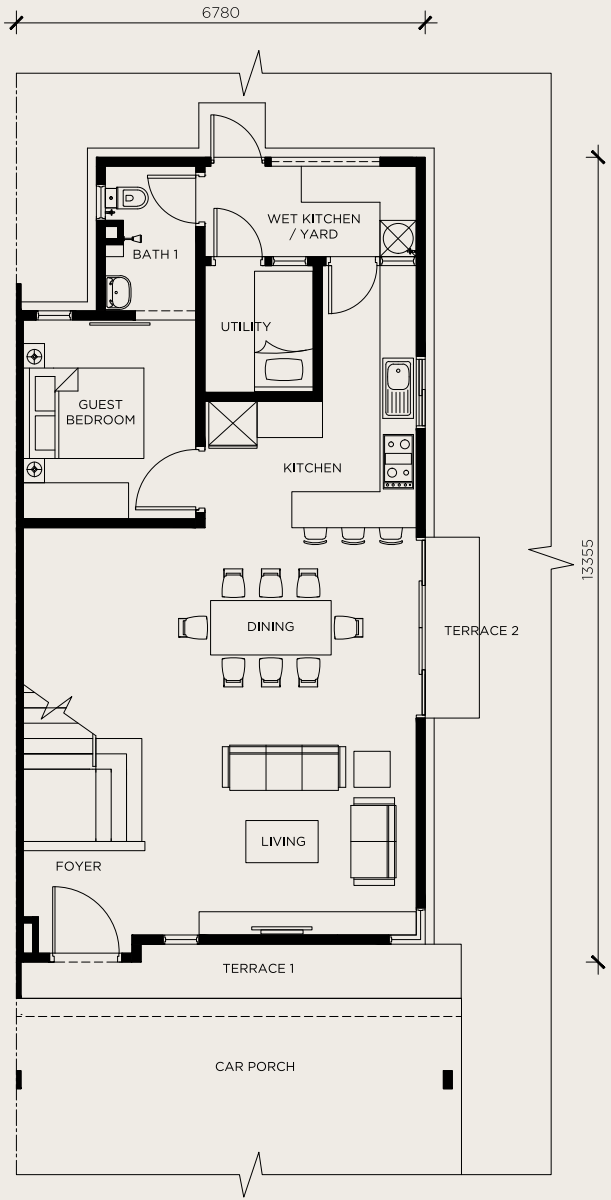 6780
WET KITCHEN
/ YARD
BATH 1
UTILITY
GUEST
BEDROOM
KITCHEN
13355
DINING
TERRACE 2
LIVING
FOYER
TERRACE 1
CAR PORCH